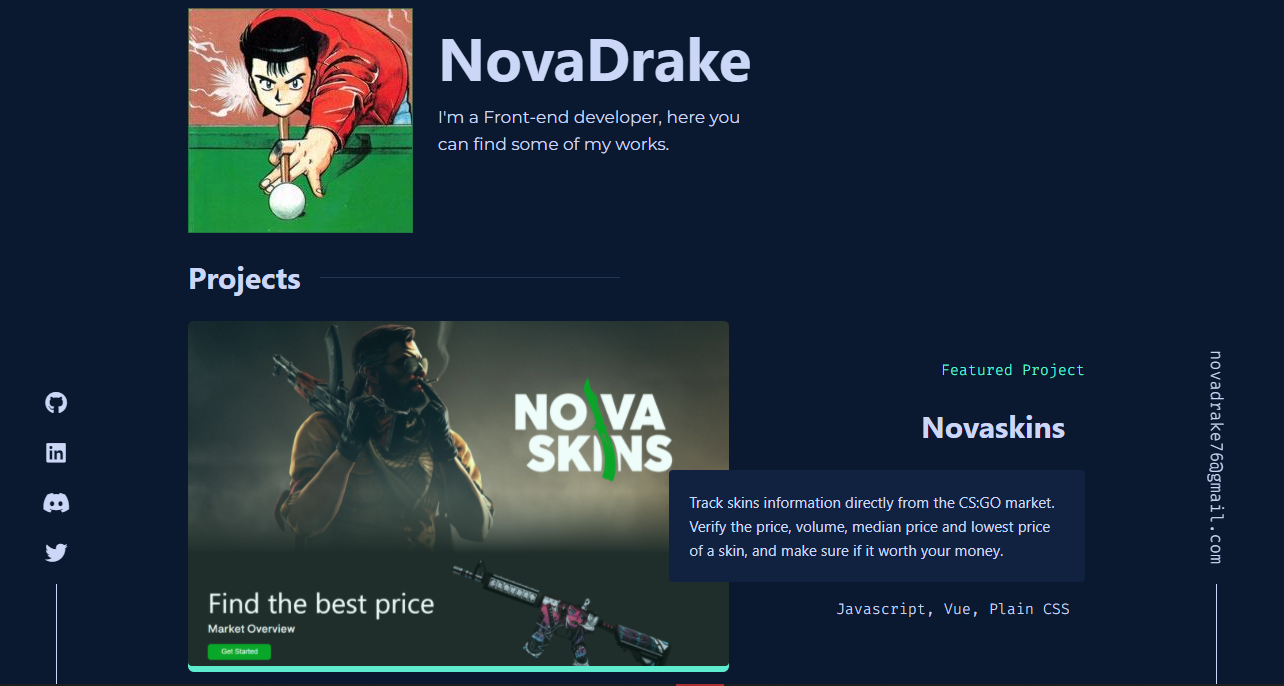 NovaDrake
I'm a Front-end developer, here you
can find some of my works.
Projects
NOVA
SKINS
Find the best price
Market Overview
Get Started
Featured Project
Novaskins
Track skins information directly from the CS:GO market.
Verify the price, volume, median price and lowest price
of a skin, and make sure if it worth your money.
Javascript, Vue, Plain CSS
novadrake76@gmail.com